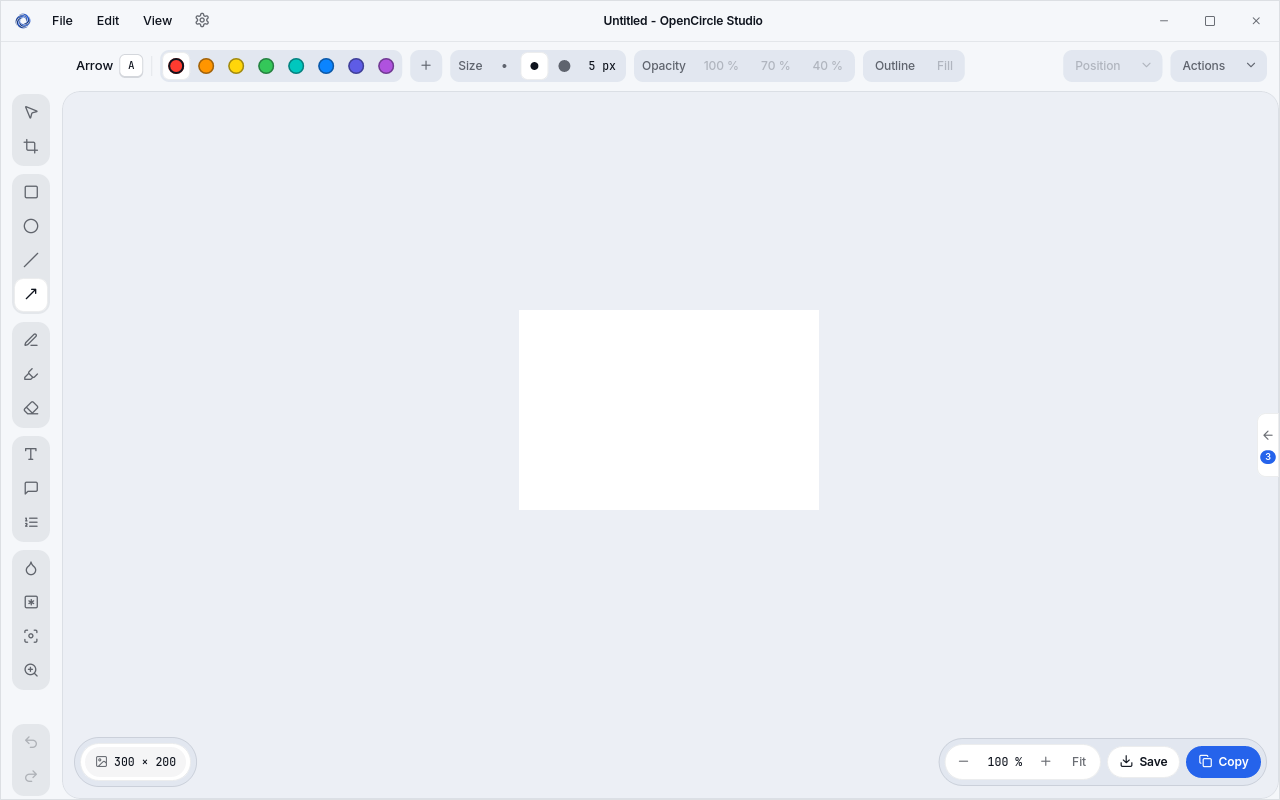 File Edit View Untitled - OpenCircle Studio
Arrow A Size 5 px Opacity 100 % 70 % 40 % Outline Fill Position Actions
3
300 × 200 100 % Fit Save Copy